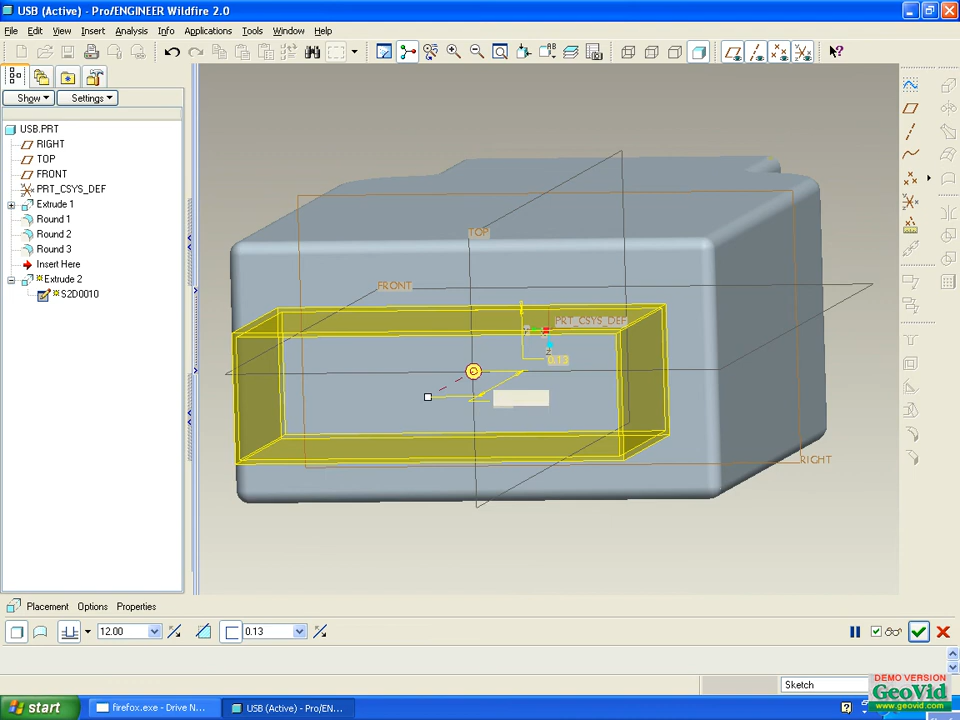 USB (Active) - Pro/ENGINEER Wildfire 2.0
File Edit View Insert Analysis Info Applications Tools Window Help
Show Settings
USB.PRT
RIGHT
TOP
FRONT
PRT_CSYS_DEF
Extrude 1
Round 1
Round 2
Round 3
Insert Here
Extrude 2
S2D0010
TOP
FRONT
PRT_CSYS_DEF
0.13
RIGHT
Placement Options Properties
12.00
0.13
Sketch
DEMO VERSION
GeoVid
www.geovid.com
start
firefox.exe - Drive N...
USB (Active) - Pro/EN...